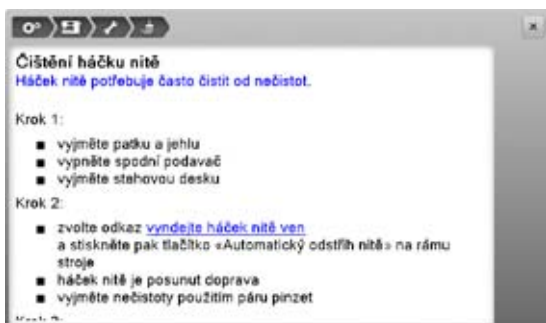 Čištění háčku nitě
Háček nitě potřebuje často čistit od nečistot.
Krok 1:
vyjměte patku a jehlu
vypněte spodní podavač
vyjměte stehovou desku
Krok 2:
zvolte odkaz vyndejte háček nitě ven
a stiskněte pak tlačítko «Automatický odstřih nitě» na rámu
stroje
háček nitě je posunut doprava
vyjměte nečistoty použitím páru pinzet